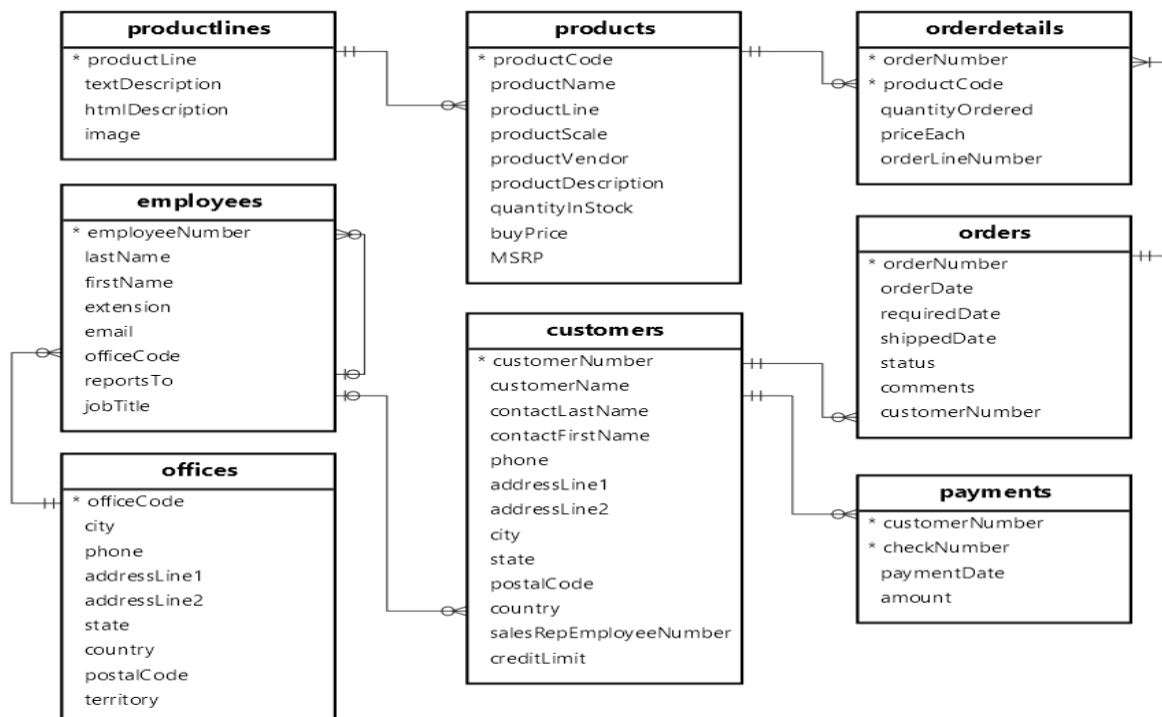 productlines
* productLine
textDescription
htmlDescription
image
products
* productCode
productName
productLine
productScale
productVendor
productDescription
quantityInStock
buyPrice
MSRP
orderdetails
* orderNumber
* productCode
quantityOrdered
priceEach
orderLineNumber
employees
* employeeNumber
lastName
firstName
extension
email
officeCode
reportsTo
jobTitle
customers
* customerNumber
customerName
contactLastName
contactFirstName
phone
addressLine1
addressLine2
city
state
postalCode
country
salesRepEmployeeNumber
creditLimit
orders
* orderNumber
orderDate
requiredDate
shippedDate
status
comments
customerNumber
offices
* officeCode
city
phone
addressLine1
addressLine2
state
country
postalCode
territory
payments
* customerNumber
* checkNumber
paymentDate
amount